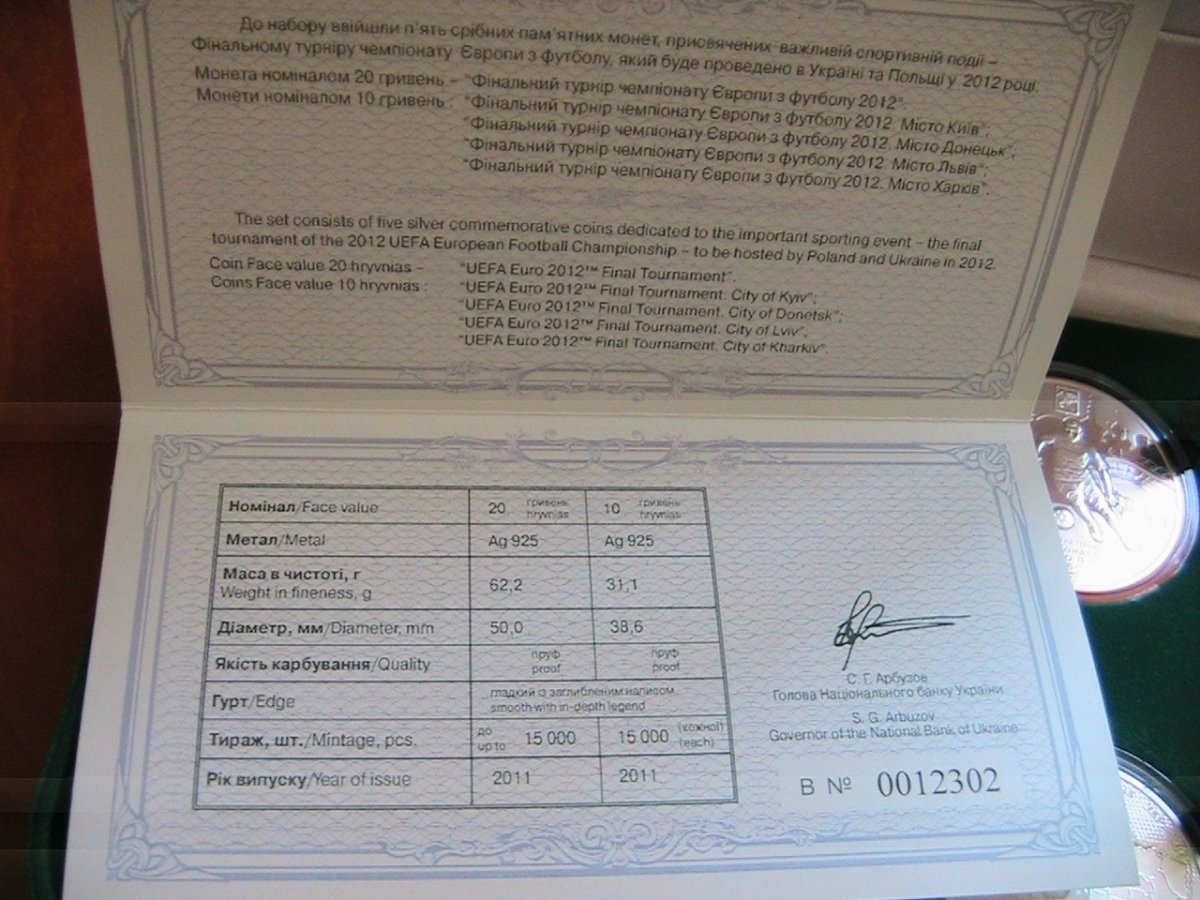 До набору ввійшли п'ять срібних пам'ятних монет, присвячених важливій спортивній події –
Фінальному турніру чемпіонату Європи з футболу, який буде проведено в Україні та Польщі у 2012 році.
Монета номіналом 20 гривень – "Фінальний турнір чемпіонату Європи з футболу 2012".
Монети номіналом 10 гривень : "Фінальний турнір чемпіонату Європи з футболу 2012. Місто Київ";
"Фінальний турнір чемпіонату Європи з футболу 2012. Місто Донецьк";
"Фінальний турнір чемпіонату Європи з футболу 2012. Місто Львів";
"Фінальний турнір чемпіонату Європи з футболу 2012. Місто Харків".
The set consists of five silver commemorative coins dedicated to the important sporting event – the final
tournament of the 2012 UEFA European Football Championship – to be hosted by Poland and Ukraine in 2012.
Coin Face value 20 hryvnias – "UEFA Euro 2012™ Final Tournament".
Coins Face value 10 hryvnias : "UEFA Euro 2012™ Final Tournament. City of Kyiv";
"UEFA Euro 2012™ Final Tournament. City of Donetsk";
"UEFA Euro 2012™ Final Tournament. City of Lviv";
"UEFA Euro 2012™ Final Tournament. City of Kharkiv".
Номінал/Face value 20 гривень hryvnias 10 гривень hryvnias
Метал/Metal Ag 925 Ag 925
Маса в чистоті, г
Weight in fineness, g 62,2 31,1
Діаметр, мм/Diameter, mm 50,0 38,6
Якість карбування/Quality пруф proof пруф proof
Гурт/Edge гладкий із заглибленим написом
smooth with in-depth legend
Тираж, шт./Mintage, pcs. до up to 15 000 15 000 (кожної) (each)
Рік випуску/Year of issue 2011 2011
С. Г. Арбузов
Голова Національного банку України
S. G. Arbuzov
Governor of the National Bank of Ukraine
В № 0012302